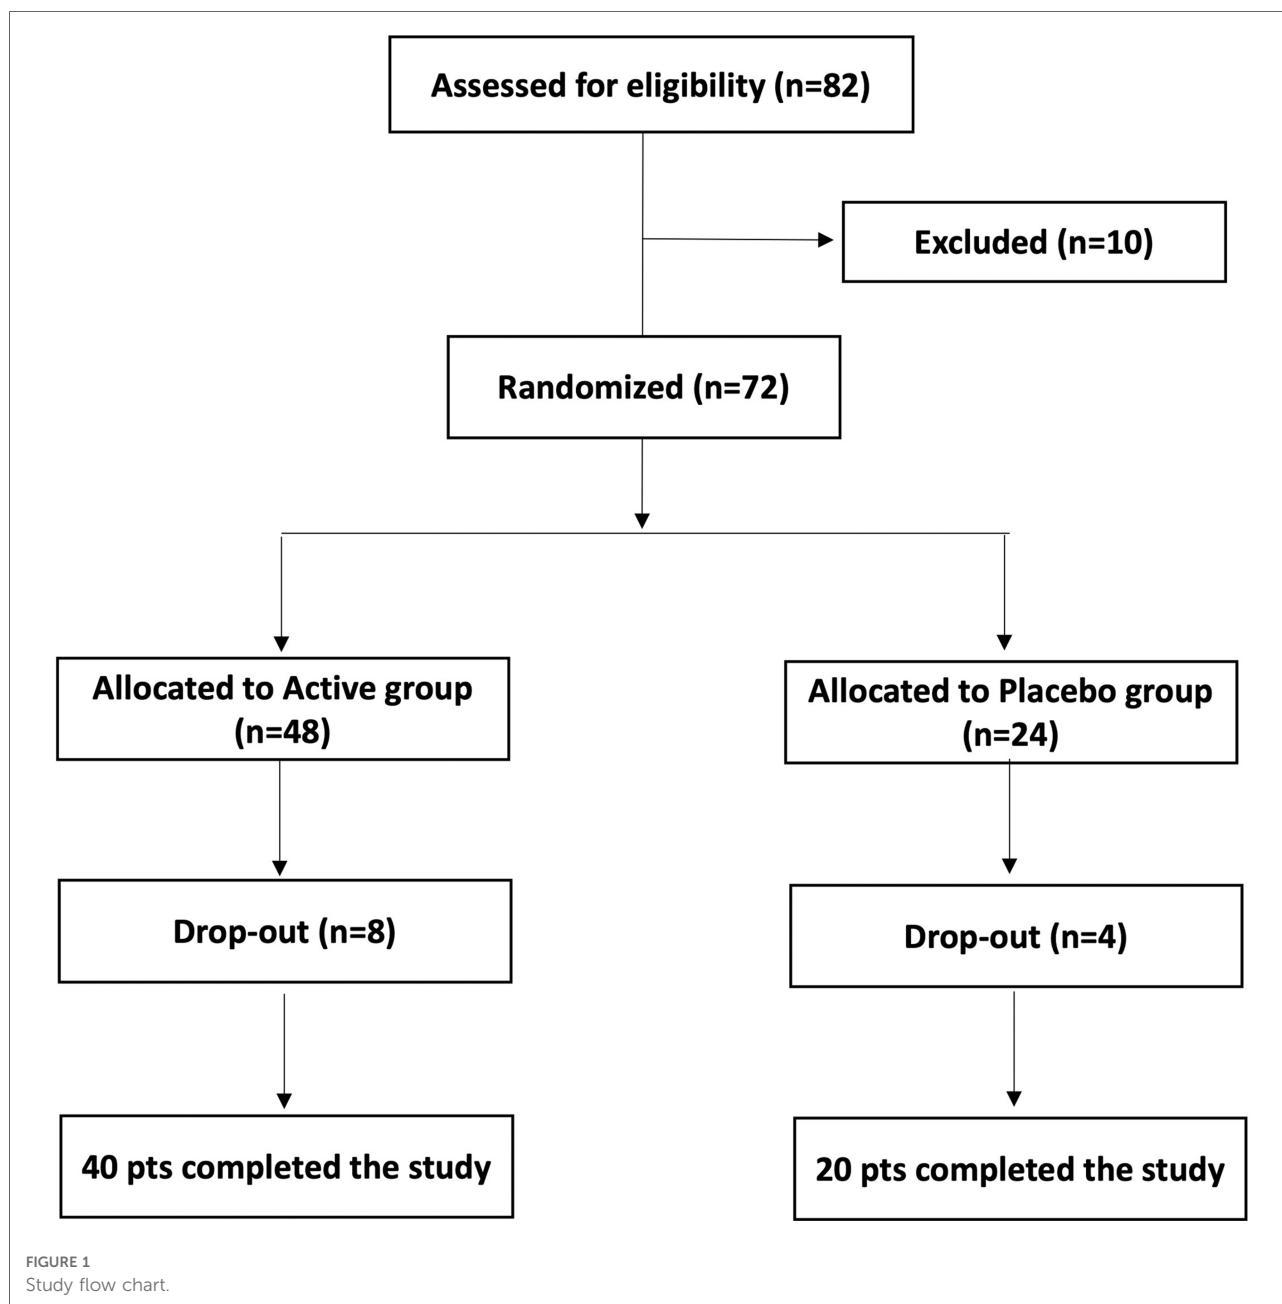 Assessed for eligibility (n=82)
Excluded (n=10)
Randomized (n=72)
Allocated to Active group
(n=48)
Allocated to Placebo group
(n=24)
Drop-out (n=8)
Drop-out (n=4)
40 pts completed the study
20 pts completed the study
FIGURE 1
Study flow chart.